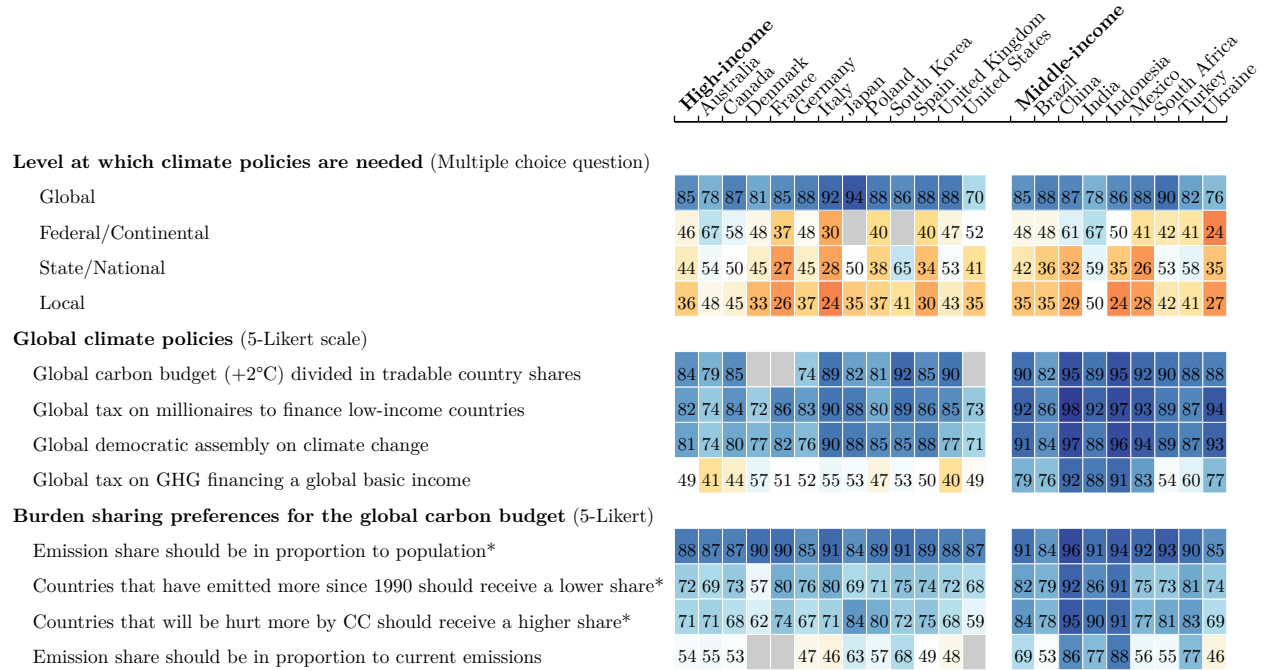 High-income
Australia
Canada
Denmark
France
Germany
Italy
Japan
Poland
South Korea
Spain
United Kingdom
United States
Middle-income
Brazil
China
India
Indonesia
Mexico
South Africa
Turkey
Ukraine
Level at which climate policies are needed (Multiple choice question)
Global 85 78 87 81 85 88 92 94 88 86 88 88 70 85 88 87 78 86 88 90 82 76
Federal/Continental 46 67 58 48 37 48 30 40 40 47 52 48 48 61 67 50 41 42 41 24
State/National 44 54 50 45 27 45 28 50 38 65 34 53 41 42 36 32 59 35 26 53 58 35
Local 36 48 45 33 26 37 24 35 37 41 30 43 35 35 35 29 50 24 28 42 41 27
Global climate policies (5-Likert scale)
Global carbon budget (+2°C) divided in tradable country shares 84 79 85 74 89 82 81 92 85 90 90 82 95 89 95 92 90 88 88
Global tax on millionaires to finance low-income countries 82 74 84 72 86 83 90 88 80 89 86 85 73 92 86 98 92 97 93 89 87 94
Global democratic assembly on climate change 81 74 80 77 82 76 90 88 85 85 88 77 71 91 84 97 88 96 94 89 87 93
Global tax on GHG financing a global basic income 49 41 44 57 51 52 55 53 47 53 50 40 49 79 76 92 88 91 83 54 60 77
Burden sharing preferences for the global carbon budget (5-Likert)
Emission share should be in proportion to population* 88 87 87 90 90 85 91 84 89 91 89 88 87 91 84 96 91 94 92 93 90 85
Countries that have emitted more since 1990 should receive a lower share* 72 69 73 57 80 76 80 69 71 75 74 72 68 82 79 92 86 91 75 73 81 74
Countries that will be hurt more by CC should receive a higher share* 71 71 68 62 74 67 71 84 80 72 75 68 59 84 78 95 90 91 77 81 83 69
Emission share should be in proportion to current emissions 54 55 53 47 46 63 57 68 49 48 69 53 86 77 88 56 55 77 46